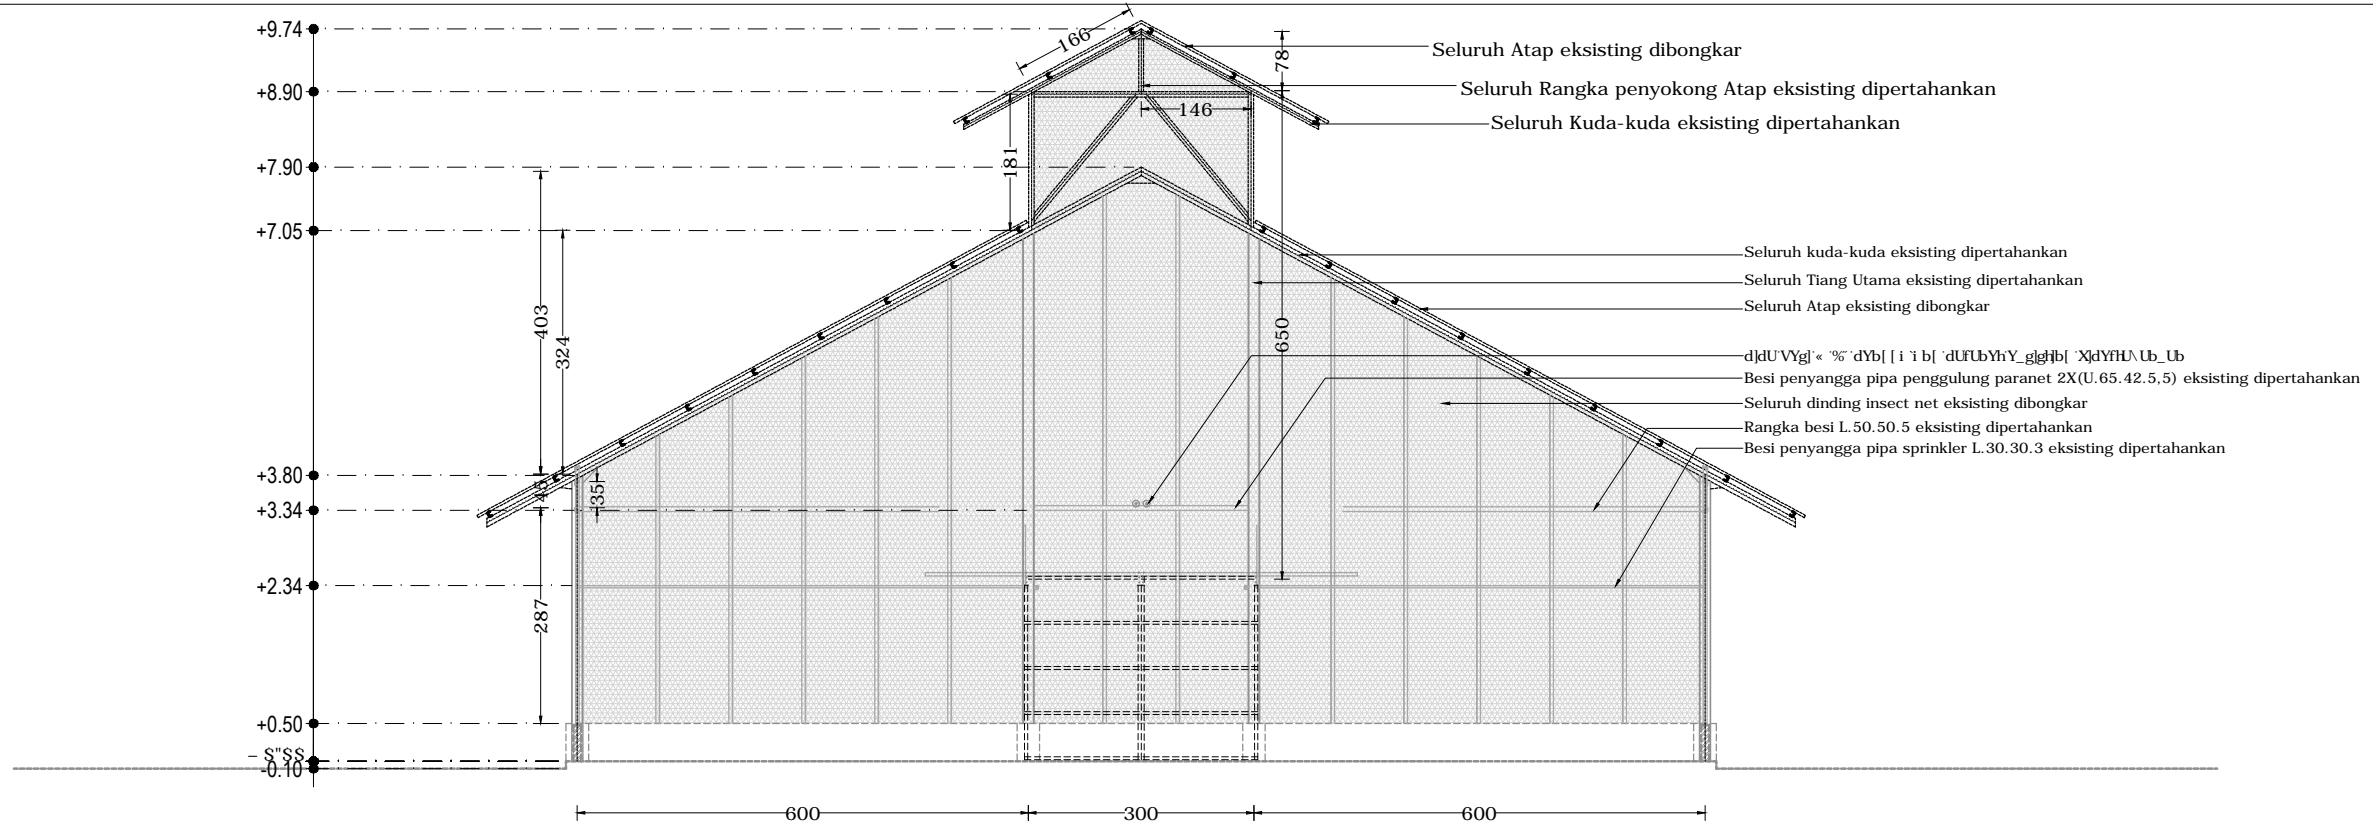 +9.74
166
78
Seluruh Atap eksisting dibongkar
+8.90
Seluruh Rangka penyokong Atap eksisting dipertahankan
146
Seluruh Kuda-kuda eksisting dipertahankan
181
+7.90
+7.05
Seluruh kuda-kuda eksisting dipertahankan
Seluruh Tiang Utama eksisting dipertahankan
Seluruh Atap eksisting dibongkar
403
324
650
Besi penyangga pipa penggulung paranet 2X(U.65.42.5,5) eksisting dipertahankan
Seluruh dinding insect net eksisting dibongkar
Rangka besi L.50.50.5 eksisting dipertahankan
Besi penyangga pipa sprinkler L.30.30.3 eksisting dipertahankan
+3.80
35
+3.34
+2.34
287
+0.50
-0.10
600
300
600